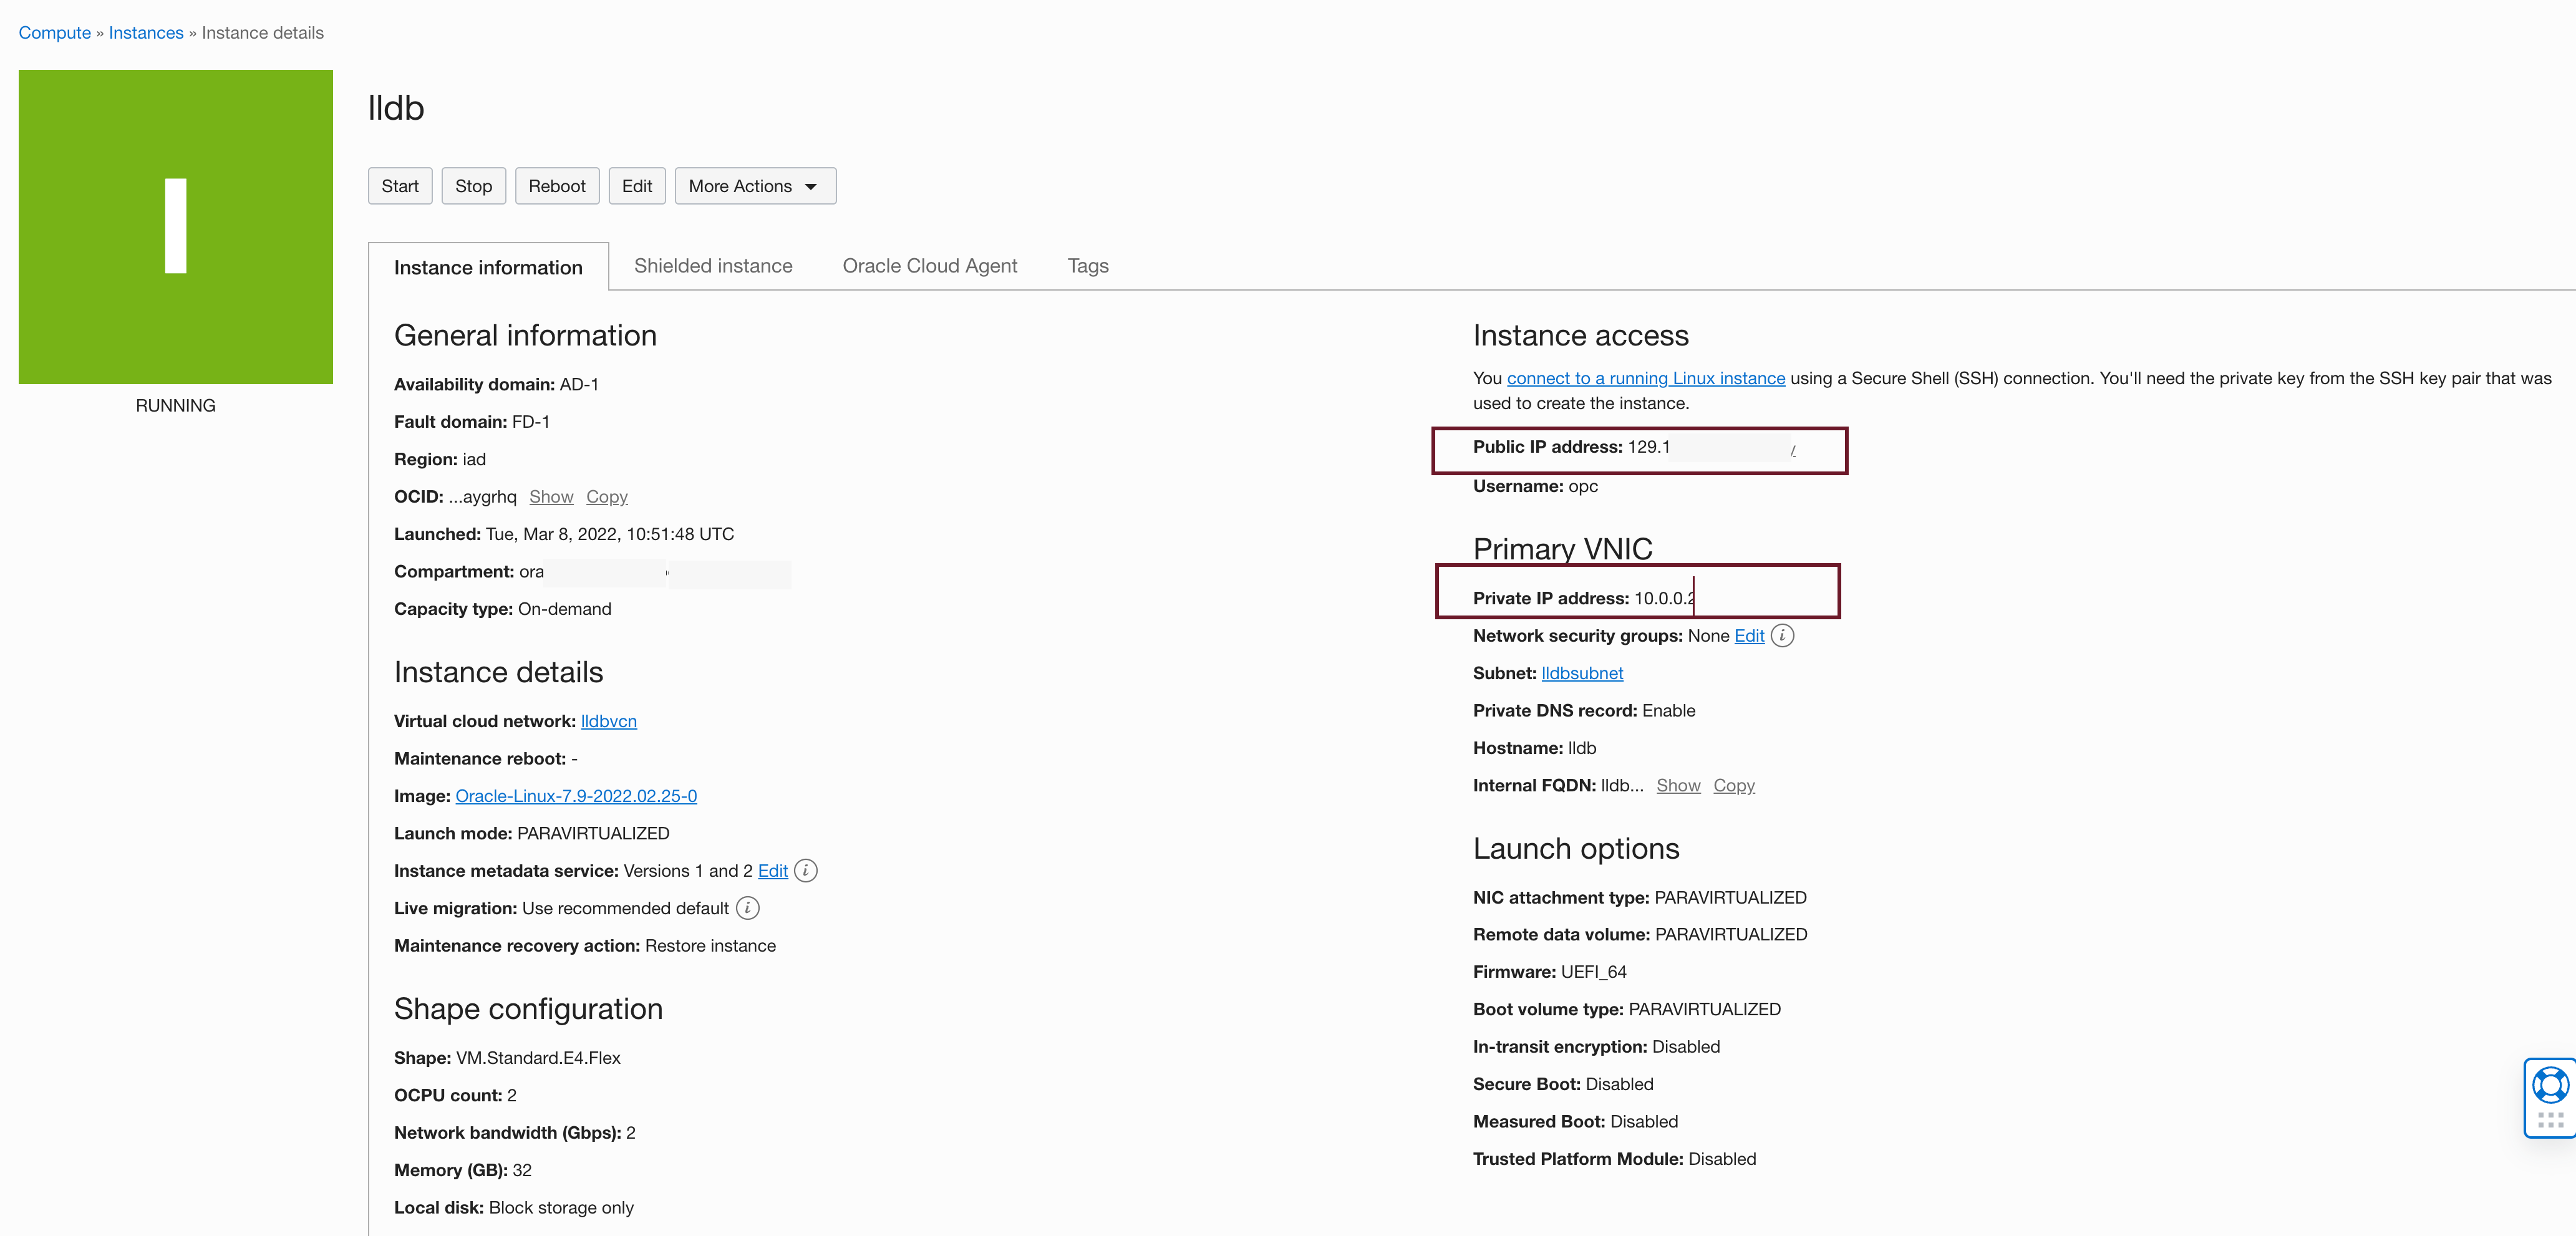 Compute » Instances » Instance details
I
RUNNING
lldb
Start Stop Reboot Edit More Actions
Instance information Shielded instance Oracle Cloud Agent Tags
General information
Availability domain: AD-1
Fault domain: FD-1
Region: iad
OCID: ...aygrhq Show Copy
Launched: Tue, Mar 8, 2022, 10:51:48 UTC
Compartment: ora
Capacity type: On-demand
Instance details
Virtual cloud network: lldbvcn
Maintenance reboot: -
Image: Oracle-Linux-7.9-2022.02.25-0
Launch mode: PARAVIRTUALIZED
Instance metadata service: Versions 1 and 2 Edit i
Live migration: Use recommended default i
Maintenance recovery action: Restore instance
Shape configuration
Shape: VM.Standard.E4.Flex
OCPU count: 2
Network bandwidth (Gbps): 2
Memory (GB): 32
Local disk: Block storage only
Instance access
You connect to a running Linux instance using a Secure Shell (SSH) connection. You'll need the private key from the SSH key pair that was
used to create the instance.
Public IP address: 129.1
Username: opc
Primary VNIC
Private IP address: 10.0.0.2
Network security groups: None Edit i
Subnet: lldbsubnet
Private DNS record: Enable
Hostname: lldb
Internal FQDN: lldb... Show Copy
Launch options
NIC attachment type: PARAVIRTUALIZED
Remote data volume: PARAVIRTUALIZED
Firmware: UEFI_64
Boot volume type: PARAVIRTUALIZED
In-transit encryption: Disabled
Secure Boot: Disabled
Measured Boot: Disabled
Trusted Platform Module: Disabled